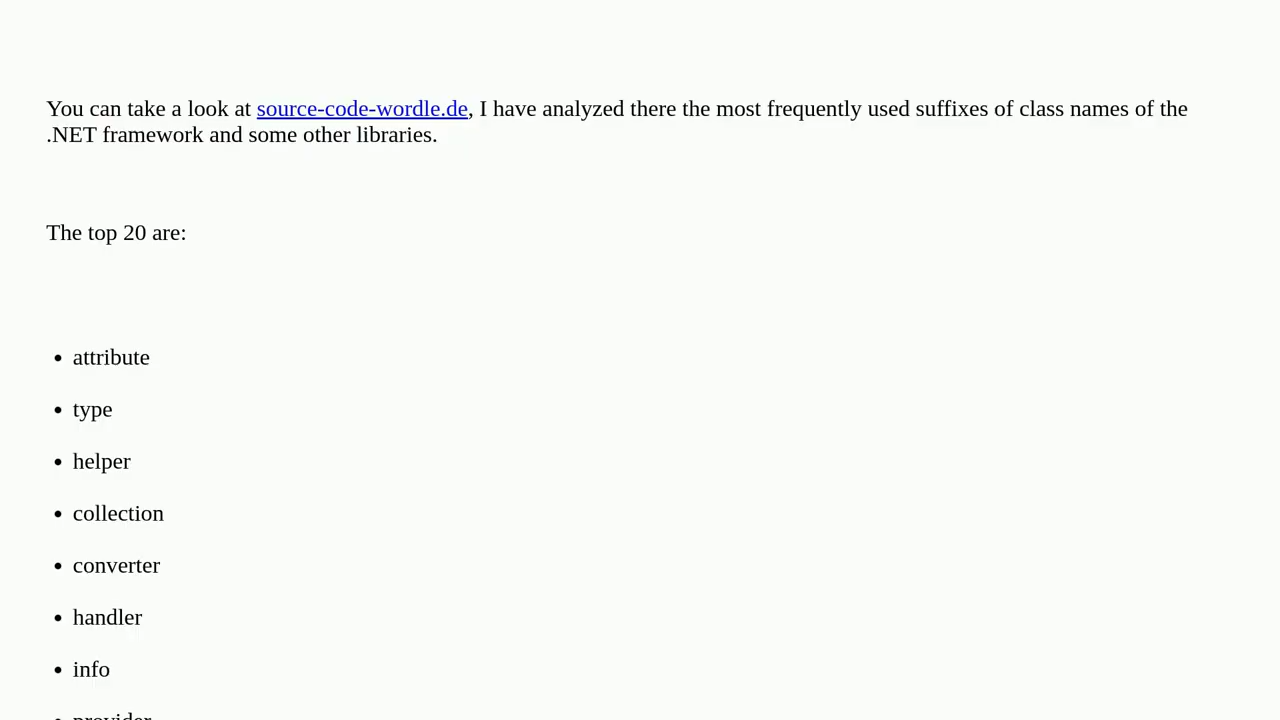 You can take a look at source-code-wordle.de, I have analyzed there the most frequently used suffixes of class names of the
.NET framework and some other libraries.
The top 20 are:
• attribute
• type
• helper
• collection
• converter
• handler
• info
• provider